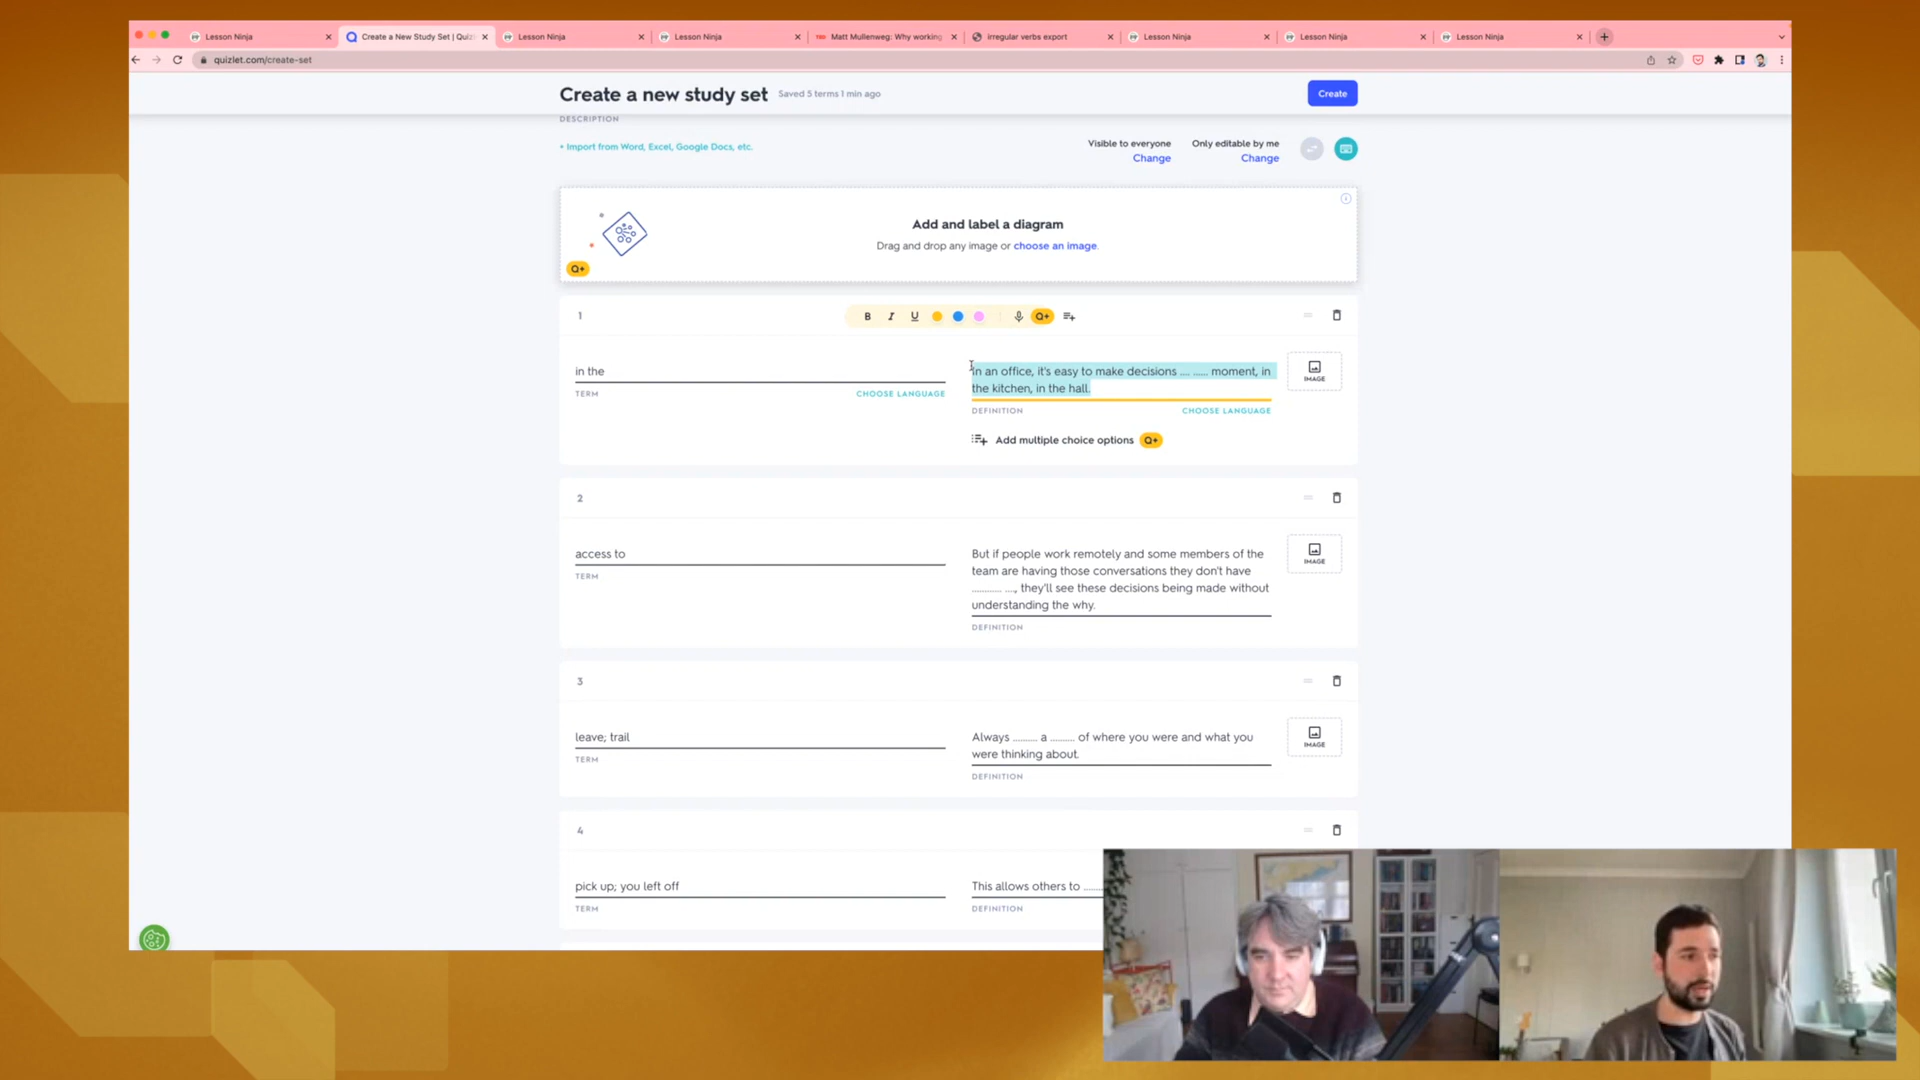 Lesson Ninja
Create a New Study Set | Quiz
Lesson Ninja
Lesson Ninja
TED Matt Mullenweg: Why working
irregular verbs export
Lesson Ninja
Lesson Ninja
Lesson Ninja
quizlet.com/create-set
Create a new study set
Saved 5 terms 1 min ago
Create
DESCRIPTION
+ Import from Word, Excel, Google Docs, etc.
Visible to everyone
Change
Only editable by me
Change
Add and label a diagram
Drag and drop any image or choose an image.
Q+
1
B I U
Q+
in the
TERM
CHOOSE LANGUAGE
In an office, it's easy to make decisions .... ...... moment, in
the kitchen, in the hall.
DEFINITION
CHOOSE LANGUAGE
IMAGE
Add multiple choice options Q+
2
access to
TERM
But if people work remotely and some members of the
team are having those conversations they don't have
............ ...., they'll see these decisions being made without
understanding the why.
DEFINITION
IMAGE
3
leave; trail
TERM
Always .......... a .......... of where you were and what you
were thinking about.
DEFINITION
IMAGE
4
pick up; you left off
TERM
This allows others to ........
DEFINITION